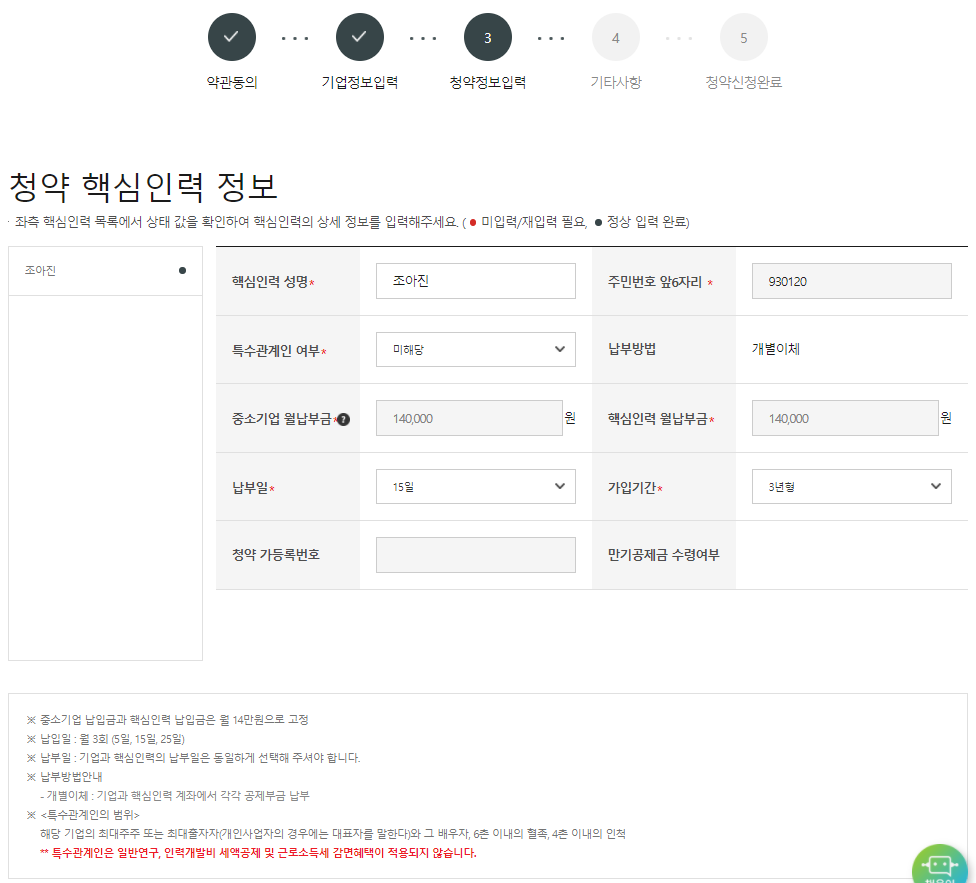 3
4
5
약관동의
기업정보입력
청약정보입력
기타사항
청약신청완료
청약 핵심인력 정보
· 좌측 핵심인력 목록에서 상태 값을 확인하여 핵심인력의 상세 정보를 입력해주세요. ( ● 미입력/재입력 필요, ● 정상 입력 완료)
조아진
핵심인력 성명* 조아진 주민번호 앞6자리 * 930120
특수관계인 여부* 미해당 납부방법 개별이체
중소기업 월납부금* ? 140,000 원 핵심인력 월납부금* 140,000 원
납부일* 15일 가입기간* 3년형
청약 가등록번호 만기공제금 수령여부
※ 중소기업 납입금과 핵심인력 납입금은 월 14만원으로 고정
※ 납입일 : 월 3회 (5일, 15일, 25일)
※ 납부일 : 기업과 핵심인력의 납부일은 동일하게 선택해 주셔야 합니다.
※ 납부방법안내
- 개별이체 : 기업과 핵심인력 계좌에서 각각 공제부금 납부
※ <특수관계인의 범위>
해당 기업의 최대주주 또는 최대출자자(개인사업자의 경우에는 대표자를 말한다)와 그 배우자, 6촌 이내의 혈족, 4촌 이내의 인척
** 특수관계인은 일반연구, 인력개발비 세액공제 및 근로소득세 감면혜택이 적용되지 않습니다.